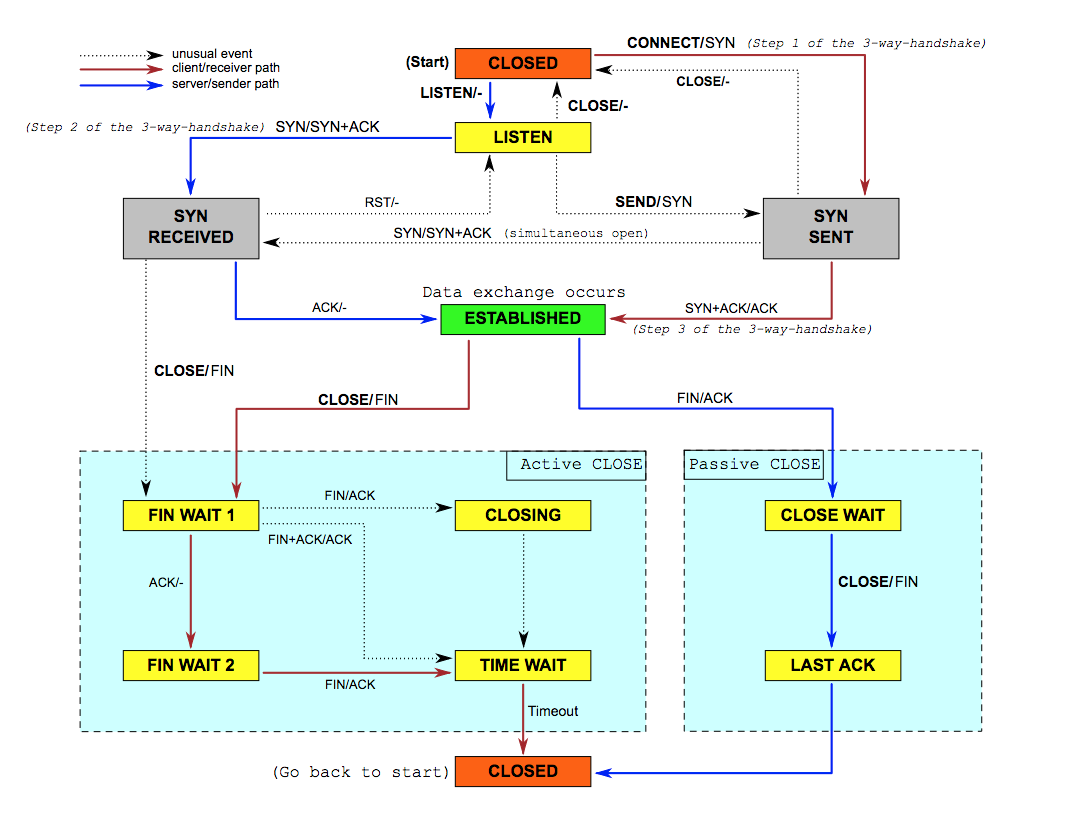 unusual event
client/receiver path
server/sender path
(Start)
CLOSED
CONNECT/SYN (Step 1 of the 3-way-handshake)
CLOSE/-
LISTEN/-
CLOSE/-
(Step 2 of the 3-way-handshake) SYN/SYN+ACK
LISTEN
RST/-
SEND/SYN
SYN
RECEIVED
SYN
SENT
SYN/SYN+ACK (simultaneous open)
Data exchange occurs
ACK/-
ESTABLISHED
SYN+ACK/ACK
(Step 3 of the 3-way-handshake)
CLOSE/FIN
CLOSE/FIN
FIN/ACK
Active CLOSE
Passive CLOSE
FIN/ACK
FIN WAIT 1
CLOSING
CLOSE WAIT
FIN+ACK/ACK
ACK/-
CLOSE/FIN
FIN WAIT 2
TIME WAIT
LAST ACK
FIN/ACK
Timeout
(Go back to start)
CLOSED